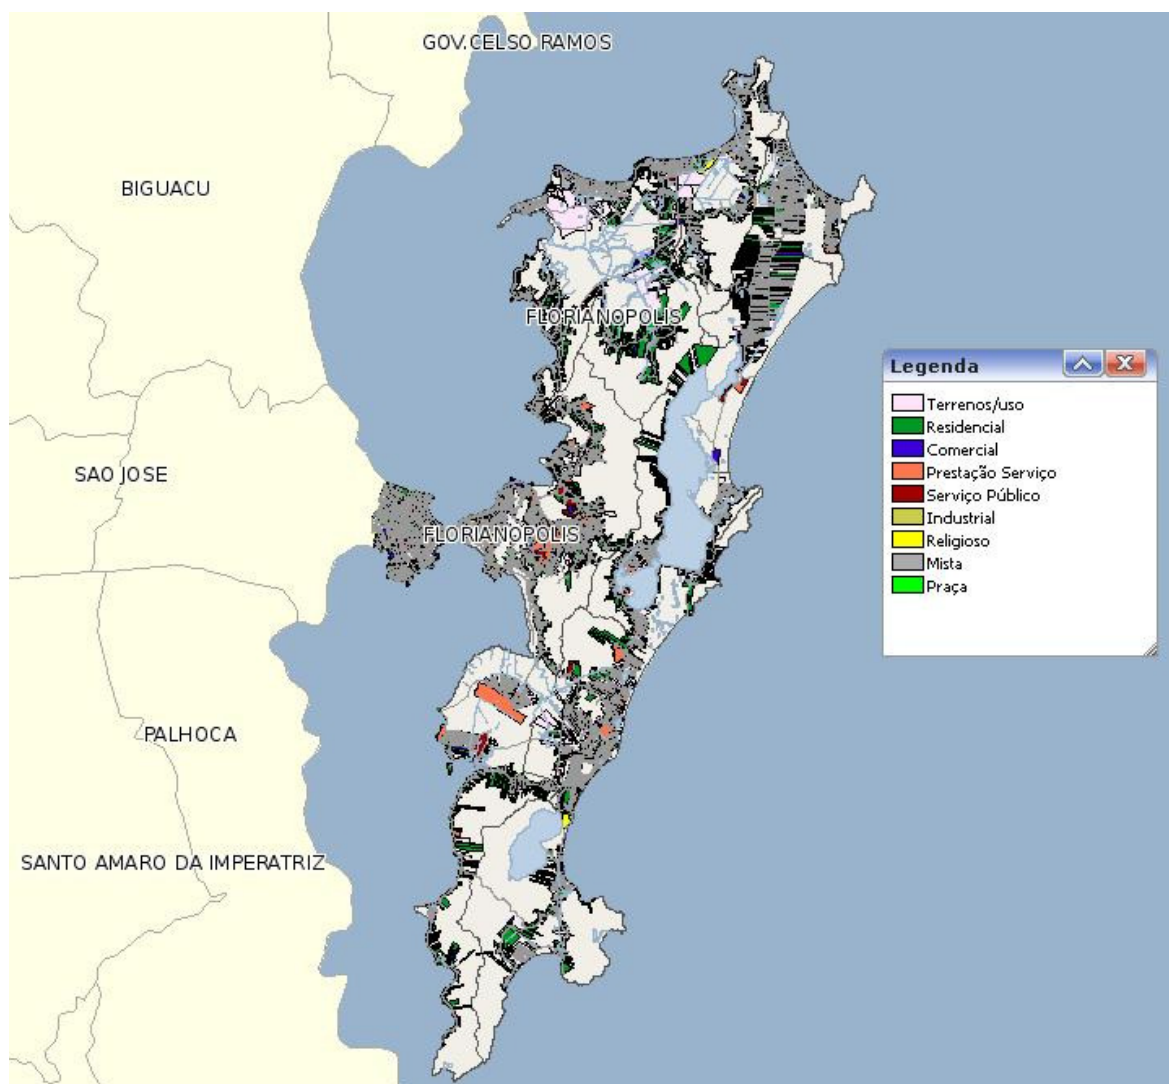 GOV.CELSO RAMOS
BIGUACU
FLORIANOPOLIS
Legenda
Terrenos/uso
Residencial
Comercial
Prestação Serviço
Serviço Público
Industrial
Religioso
Mista
Praça
SAO JOSE
FLORIANOPOLIS
PALHOCA
SANTO AMARO DA IMPERATRIZ